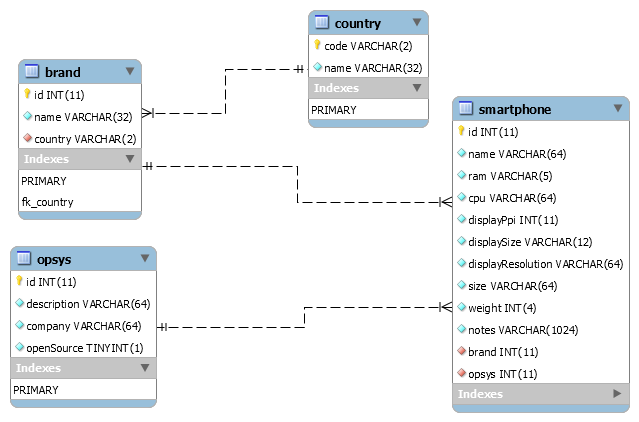 country
code VARCHAR(2)
name VARCHAR(32)
Indexes
PRIMARY
brand
id INT(11)
name VARCHAR(32)
country VARCHAR(2)
Indexes
PRIMARY
fk_country
smartphone
id INT(11)
name VARCHAR(64)
ram VARCHAR(5)
cpu VARCHAR(64)
displayPpi INT(11)
displaySize VARCHAR(12)
displayResolution VARCHAR(64)
size VARCHAR(64)
weight INT(4)
notes VARCHAR(1024)
brand INT(11)
opsys INT(11)
Indexes
opsys
id INT(11)
description VARCHAR(64)
company VARCHAR(64)
openSource TINYINT(1)
Indexes
PRIMARY